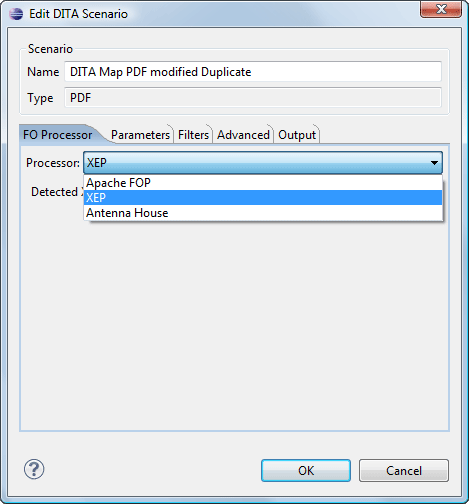 Edit DITA Scenario
Scenario
Name DITA Map PDF modified Duplicate
Type PDF
FO Processor Parameters Filters Advanced Output
Processor: XEP
Apache FOP
Detected XEP
Antenna House
? OK Cancel